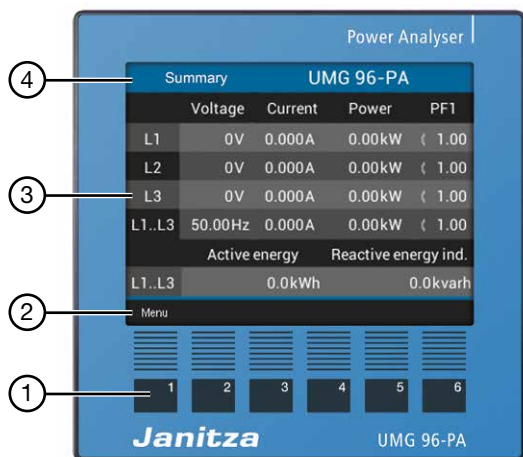 Power Analyser
4
Summary UMG 96-PA
Voltage Current Power PF1
L1 0V 0.000A 0.00kW ( 1.00
L2 0V 0.000A 0.00kW ( 1.00
3
L3 0V 0.000A 0.00kW ( 1.00
L1..L3 50.00Hz 0.000A 0.00kW ( 1.00
Active energy Reactive energy ind.
L1..L3 0.0kWh 0.0kvarh
2
Menu
1
1 2 3 4 5 6
Janitza UMG 96-PA